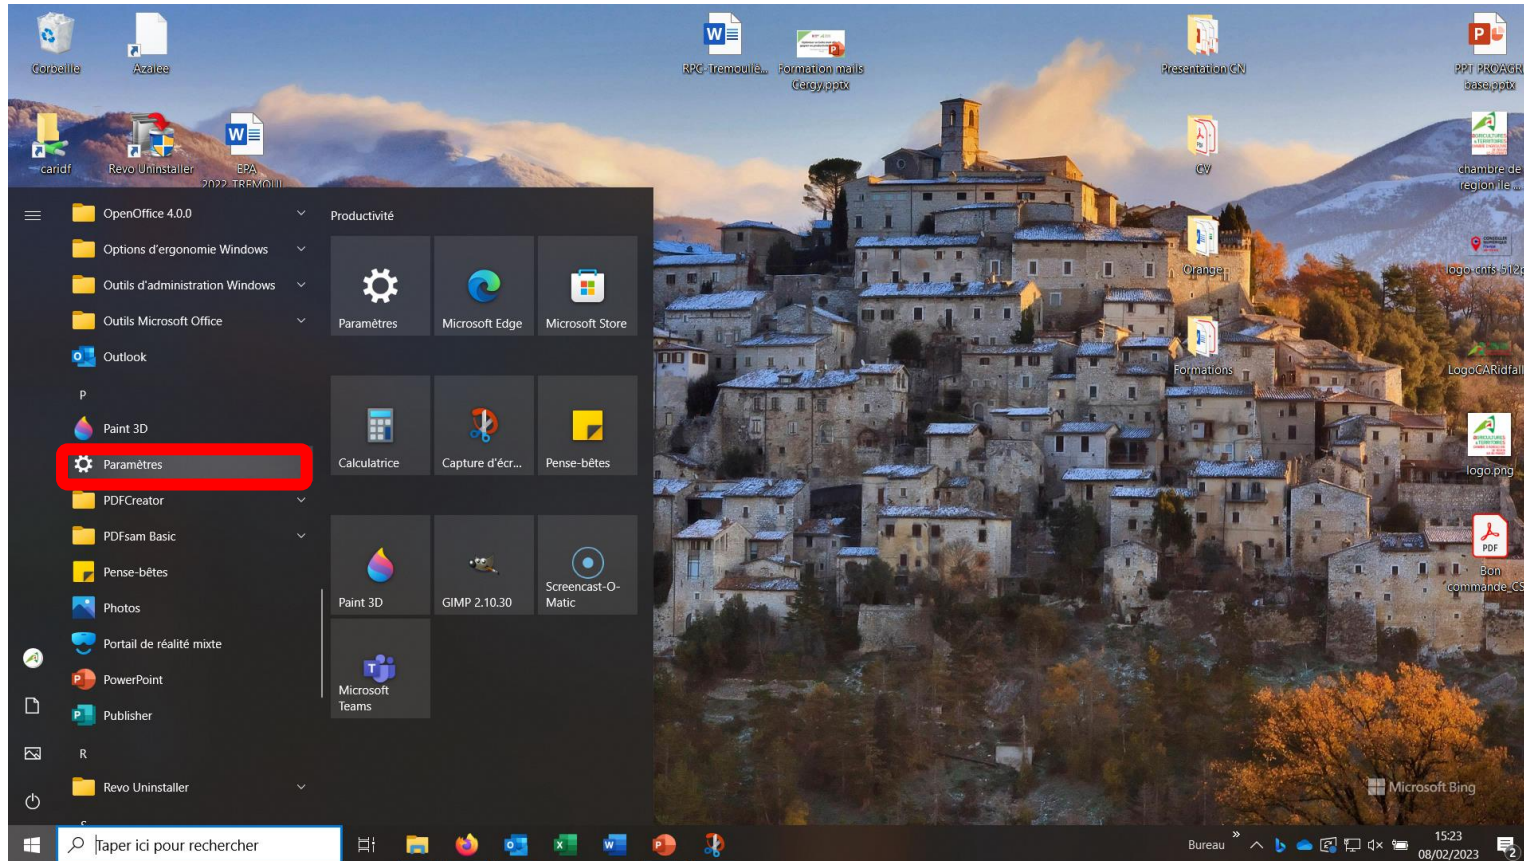 Corbeille
Azalee
RPC-Tremouliè...
Formation mails
Cergy.pptx
Presentation CN
PPT PROAGRI
base.pptx
caridf
Revo Uninstaller
EPA
2022-TREMOUL
CV
chambre de
region ile ...
Orange
logo-cnfs-512p
Formations
LogoCARidfall
logo.png
PDF
Bon
commande_CS
OpenOffice 4.0.0
Options d'ergonomie Windows
Outils d'administration Windows
Outils Microsoft Office
Outlook
P
Paint 3D
Paramètres
PDFCreator
PDFsam Basic
Pense-bêtes
Photos
Portail de réalité mixte
PowerPoint
Publisher
R
Revo Uninstaller
Productivité
Paramètres
Microsoft Edge
Microsoft Store
Calculatrice
Capture d'écr...
Pense-bêtes
Paint 3D
GIMP 2.10.30
Screencast-O-
Matic
Microsoft
Teams
Microsoft Bing
Taper ici pour rechercher
Bureau
15:23
08/02/2023
2